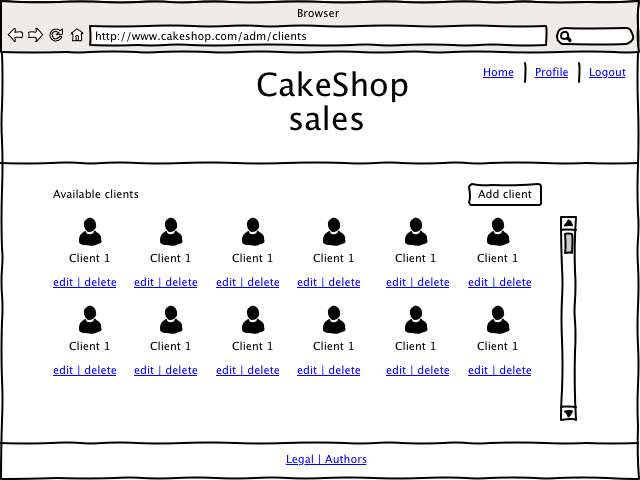 Browser
http://www.cakeshop.com/adm/clients
Home Profile Logout
CakeShop
sales
Available clients
Add client
Client 1 Client 1 Client 1 Client 1 Client 1 Client 1
edit | delete edit | delete edit | delete edit | delete edit | delete edit | delete
Client 1 Client 1 Client 1 Client 1 Client 1 Client 1
edit | delete edit | delete edit | delete edit | delete edit | delete edit | delete
Legal | Authors